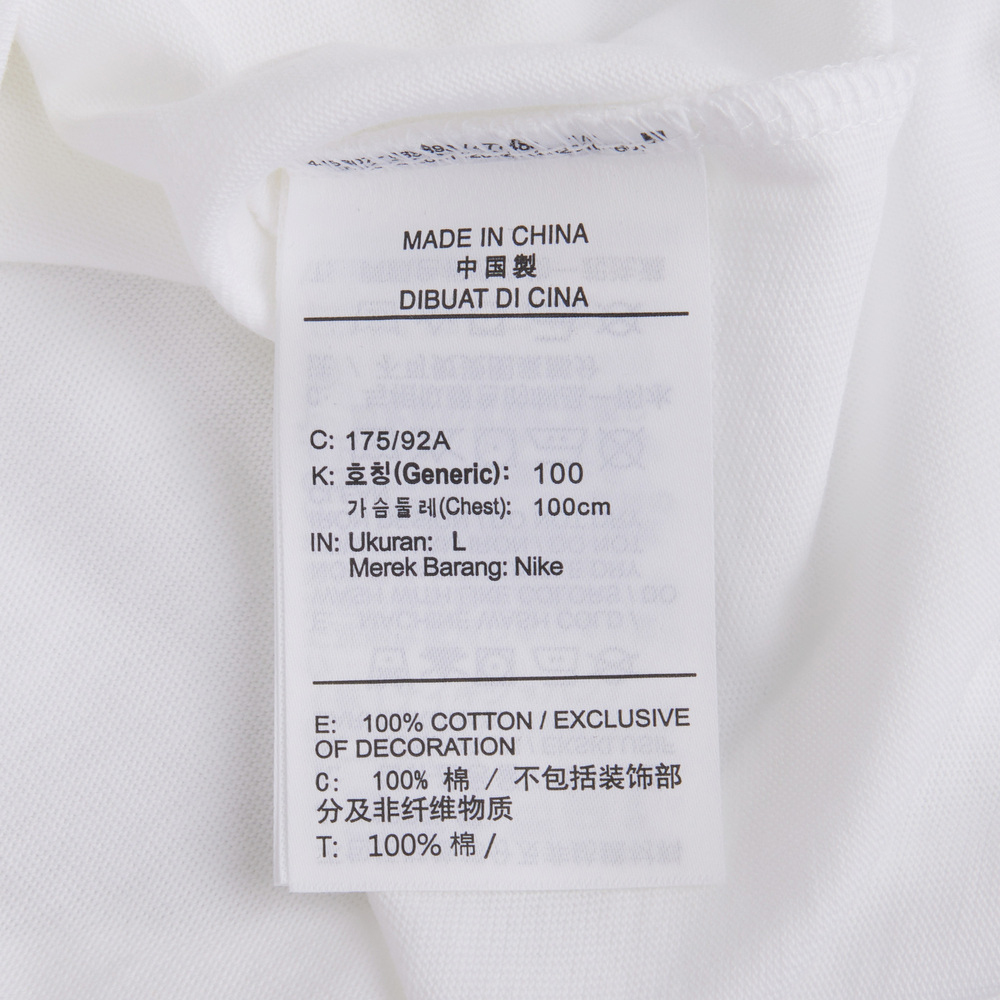 MADE IN CHINA
中国製
DIBUAT DI CINA
C: 175/92A
K: 호칭(Generic): 100
가슴둘레(Chest): 100cm
IN: Ukuran: L
Merek Barang: Nike
E: 100% COTTON / EXCLUSIVE
OF DECORATION
C: 100% 棉 / 不包括装饰部
分及非纤维物质
T: 100% 棉 /